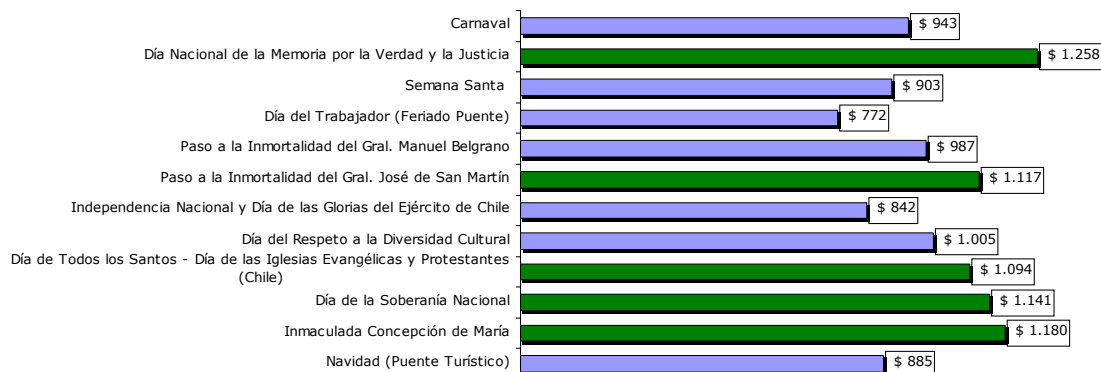 Carnaval
$ 943
Día Nacional de la Memoria por la Verdad y la Justicia
$ 1.258
Semana Santa
$ 903
Día del Trabajador (Feriado Puente)
$ 772
Paso a la Inmortalidad del Gral. Manuel Belgrano
$ 987
Paso a la Inmortalidad del Gral. José de San Martín
$ 1.117
Independencia Nacional y Día de las Glorias del Ejército de Chile
$ 842
Día del Respeto a la Diversidad Cultural
$ 1.005
Día de Todos los Santos - Día de las Iglesias Evangélicas y Protestantes
(Chile)
$ 1.094
Día de la Soberanía Nacional
$ 1.141
Inmaculada Concepción de María
$ 1.180
Navidad (Puente Turístico)
$ 885